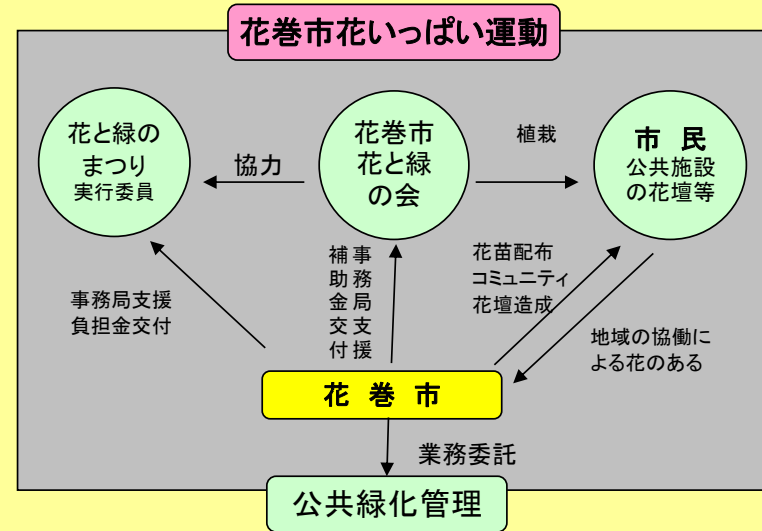 花巻市花いっぱい運動
花と緑の
まつり
実行委員
協力
花巻市
花と緑
の会
植栽
市 民
公共施設
の花壇等
事務局支援
負担金交付
事務局支援
補助金交付
花苗配布
コミュニティ
花壇造成
地域の協働に
よる花のある
花 巻 市
業務委託
公共緑化管理